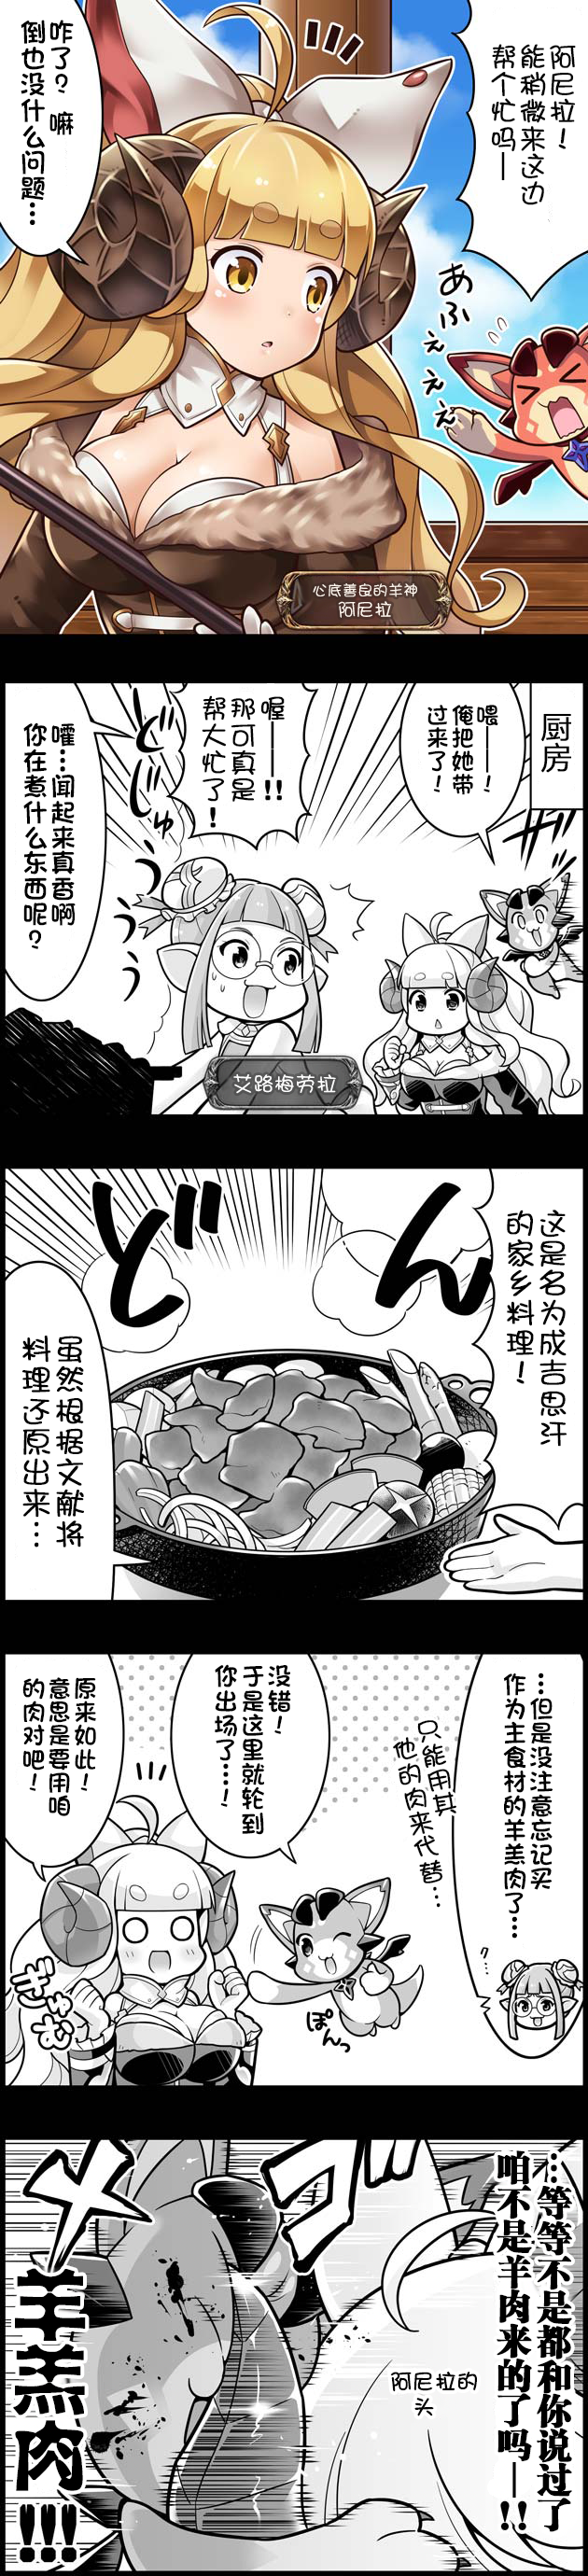 阿尼拉！
能稍微来这边
帮个忙吗—
咋了？嘛
倒也没什么问题…
あふぇぇぇ
心底善良的羊神
阿尼拉
厨房
喂——！
俺把她带
过来了！
喔——!!
那可真是
帮大忙了！
嚯…闻起来真香啊
你在煮什么东西呢？
じゅうぅぅ
艾路梅劳拉
这是名为成吉思汗
的家乡料理！
どん
虽然根据文献将
料理还原出来…
…但是没注意忘记买
作为主食材的羊羔肉了…
只能用其
他的肉来代替…
ク…
没错！
于是这里就轮到
你出场了…！
ぽんっ
原来如此！
意思是要用咱
的肉对吧！
ぎゅむ
…等等不是都和你说过了
咱不是羊肉来的了吗—!!
ゴメ
阿尼拉的
头
羊羔肉!!!